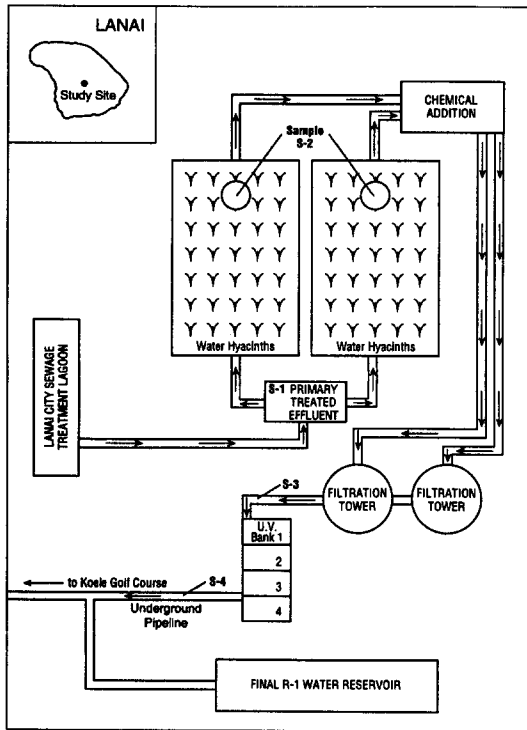 LANAI
Study Site
CHEMICAL
ADDITION
Sample
S-2
Water Hyacinths
Water Hyacinths
LANAI CITY SEWAGE
TREATMENT LAGOON
S-1 PRIMARY
TREATED
EFFLUENT
S-3
FILTRATION
TOWER
FILTRATION
TOWER
U.V.
Bank 1
2
3
4
to Koele Golf Course
S-4
Underground
Pipeline
FINAL R-1 WATER RESERVOIR